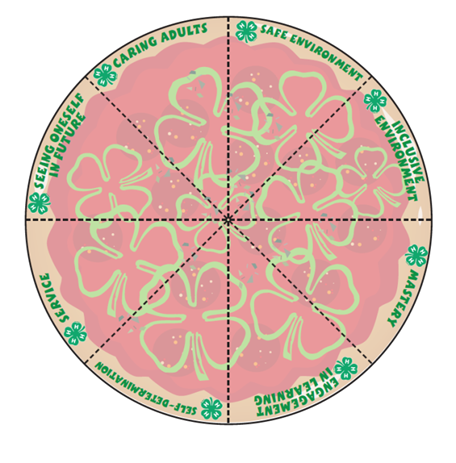 CARING ADULTS
SAFE ENVIRONMENT
INCLUSIVE
ENVIRONMENT
MASTERY
ENGAGEMENT
IN LEARNING
SELF-DETERMINATION
SERVICE
SEEING ONESELF
IN FUTURE